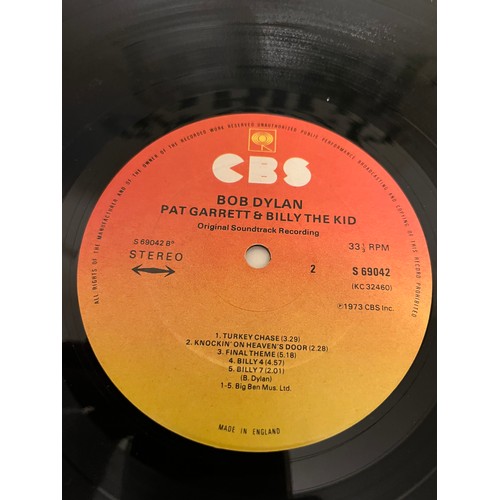 ALL RIGHTS OF THE MANUFACTURER AND OF THE OWNER OF THE RECORDED WORK RESERVED UNAUTHORISED PUBLIC PERFORMANCE BROADCASTING AND COPYING OF THIS RECORD PROHIBITED
CBS
BOB DYLAN
PAT GARRETT & BILLY THE KID
Original Soundtrack Recording
S 69042 B°
STEREO
33⅓ RPM
2
S 69042
(KC 32460)
℗1973 CBS Inc.
1. TURKEY CHASE (3.29)
2. KNOCKIN' ON HEAVEN'S DOOR (2.28)
3. FINAL THEME (5.18)
4. BILLY 4 (4.57)
5. BILLY 7 (2.01)
(B. Dylan)
1-5. Big Ben Mus. Ltd.
MADE IN ENGLAND